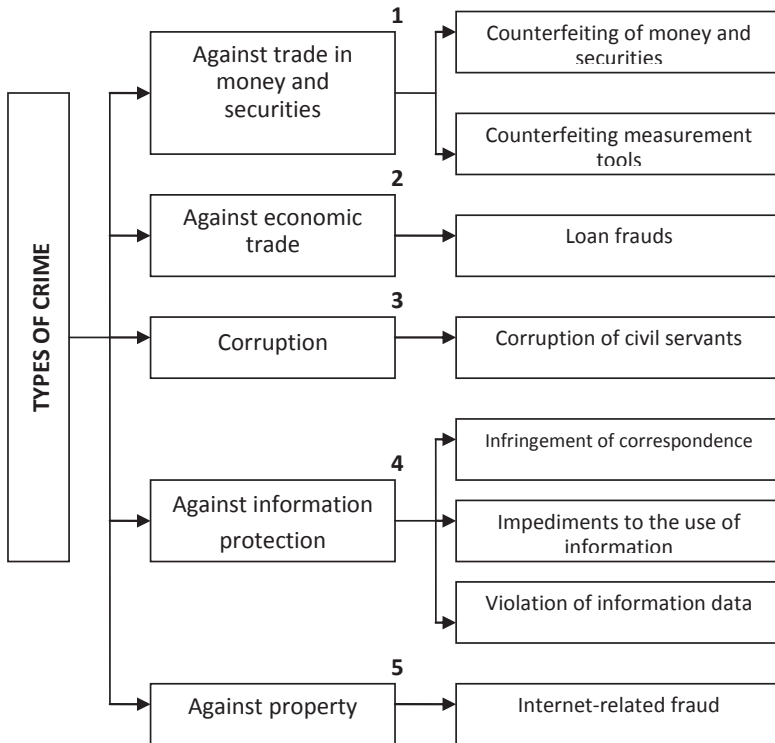 TYPES OF CRIME
1
Against trade in
money and
securities
Counterfeiting of money and
securities
Counterfeiting measurement
tools
2
Against economic
trade
Loan frauds
3
Corruption
Corruption of civil servants
4
Against information
protection
Infringement of correspondence
Impediments to the use of
information
Violation of information data
5
Against property
Internet-related fraud